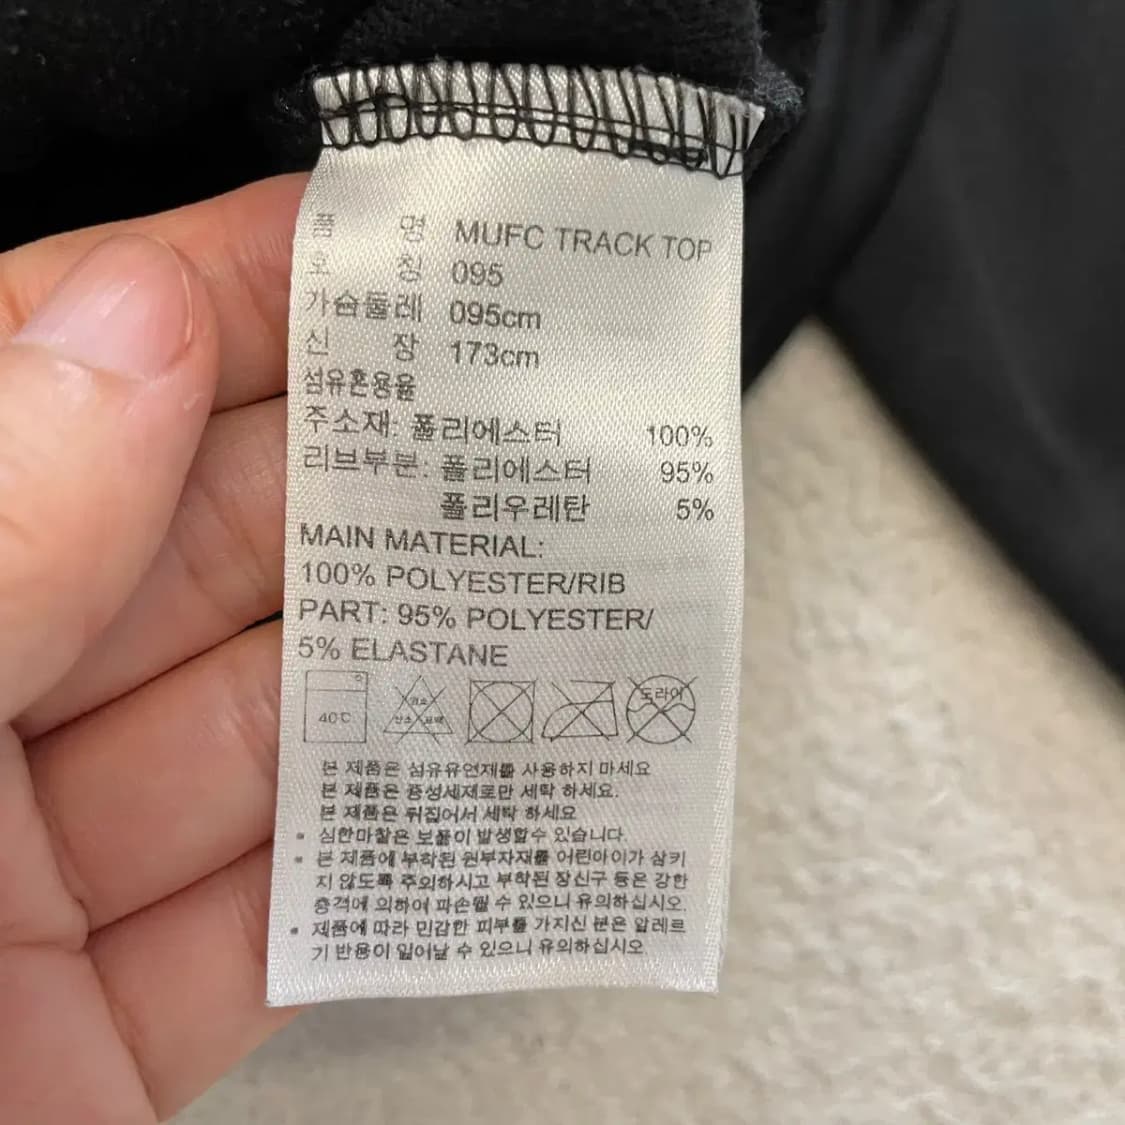 품 명 MUFC TRACK TOP
호 칭 095
가슴둘레 095cm
신 장 173cm
섬유혼용율
주소재: 폴리에스터 100%
리브부분: 폴리에스터 95%
폴리우레탄 5%
MAIN MATERIAL:
100% POLYESTER/RIB
PART: 95% POLYESTER/
5% ELASTANE
40℃ 염소 산소 표백 도라이
본 제품은 섬유유연재를 사용하지 마세요
본 제품은 중성세제로만 세탁 하세요.
본 제품은 뒤집어서 세탁 하세요
▪ 심한마찰은 보풀이 발생할수 있습니다.
▪ 본 제품에 부착된 원부자재를 어린아이가 삼키
지 않도록 주의하시고 부착된 장신구 등은 강한
충격에 의하여 파손될 수 있으니 유의하십시오.
▪ 제품에 따라 민감한 피부를 가지신 분은 알레르
기 반응이 일어날 수 있으니 유의하십시오.